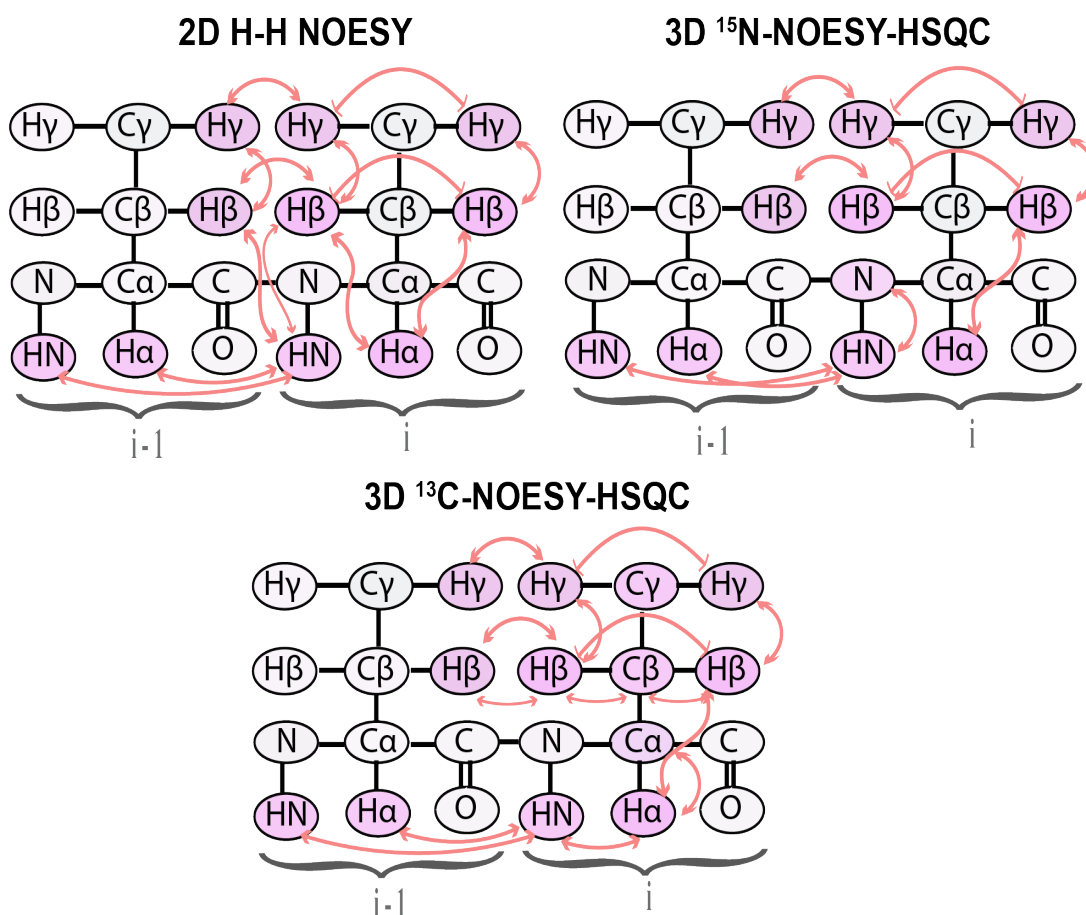 2D H-H NOESY
Hγ Cγ Hγ Hγ Cγ Hγ
Hβ Cβ Hβ Hβ Cβ Hβ
N Cα C N Cα C
HN Hα O HN Hα O
i-1 i
3D ¹⁵N-NOESY-HSQC
Hγ Cγ Hγ Hγ Cγ Hγ
Hβ Cβ Hβ Hβ Cβ Hβ
N Cα C N Cα C
HN Hα O HN Hα O
i-1 i
3D ¹³C-NOESY-HSQC
Hγ Cγ Hγ Hγ Cγ Hγ
Hβ Cβ Hβ Hβ Cβ Hβ
N Cα C N Cα C
HN Hα O HN Hα O
i-1 i